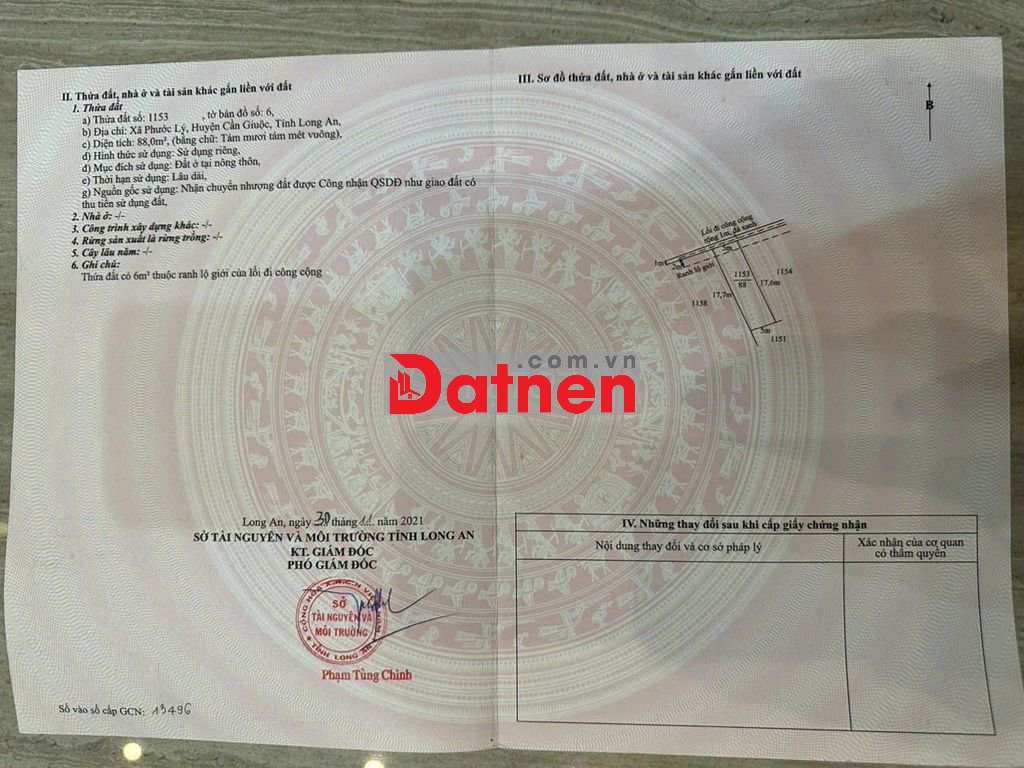 II. Thửa đất, nhà ở và tài sản khác gắn liền với đất
1. Thửa đất
a) Thửa đất số: 1153 , tờ bản đồ số: 6,
b) Địa chỉ: Xã Phước Lý, Huyện Cần Giuộc, Tỉnh Long An,
c) Diện tích: 88,0m², (bằng chữ: Tám mươi tám mét vuông),
d) Hình thức sử dụng: Sử dụng riêng,
đ) Mục đích sử dụng: Đất ở tại nông thôn,
e) Thời hạn sử dụng: Lâu dài,
g) Nguồn gốc sử dụng: Nhận chuyển nhượng đất được Công nhận QSDĐ như giao đất có
thu tiền sử dụng đất,
2. Nhà ở: -/-
3. Công trình xây dựng khác: -/-
4. Rừng sản xuất là rừng trồng: -/-
5. Cây lâu năm: -/-
6. Ghi chú:
Thửa đất có 6m² thuộc ranh lộ giới của lối đi công cộng
Long An, ngày 30 tháng 11 năm 2021
SỞ TÀI NGUYÊN VÀ MÔI TRƯỜNG TỈNH LONG AN
KT. GIÁM ĐỐC
PHÓ GIÁM ĐỐC
CỘNG HÒA X.H.C.N VIỆT NAM
SỞ
TÀI NGUYÊN VÀ
MÔI TRƯỜNG
TỈNH LONG AN
Phạm Tùng Chinh
Số vào sổ cấp GCN: 13496
III. Sơ đồ thửa đất, nhà ở và tài sản khác gắn liền với đất
B
Lối đi công cộng
rộng 1m, đá xanh
1m
2m
5m
Ranh lộ giới
1153
88
1154
17,6m
17,7m
1158
5m
1151
.com.vn
Datnen
IV. Những thay đổi sau khi cấp giấy chứng nhận
Nội dung thay đổi và cơ sở pháp lý
Xác nhận của cơ quan
có thẩm quyền